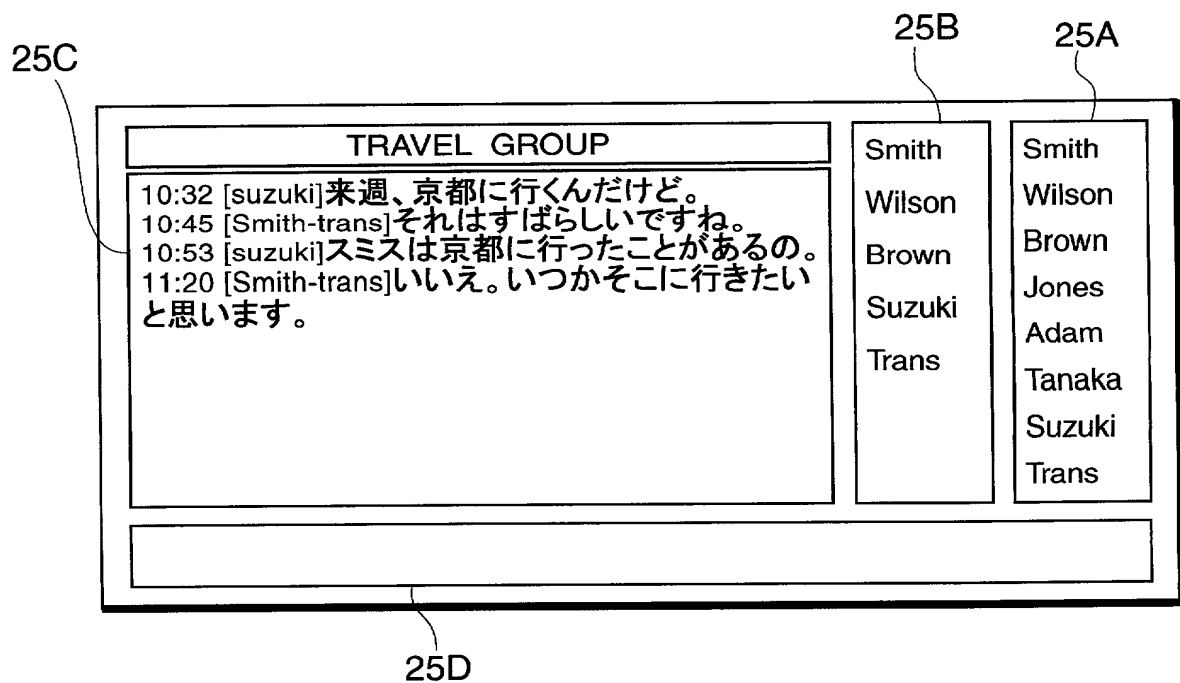 25C
25B
25A
TRAVEL GROUP
10:32 [suzuki]来週、京都に行くんだけど。
10:45 [Smith-trans]それはすばらしいですね。
10:53 [suzuki]スミスは京都に行ったことがあるの。
11:20 [Smith-trans]いいえ。いつかそこに行きたい
と思います。
Smith
Wilson
Brown
Suzuki
Trans
Smith
Wilson
Brown
Jones
Adam
Tanaka
Suzuki
Trans
25D